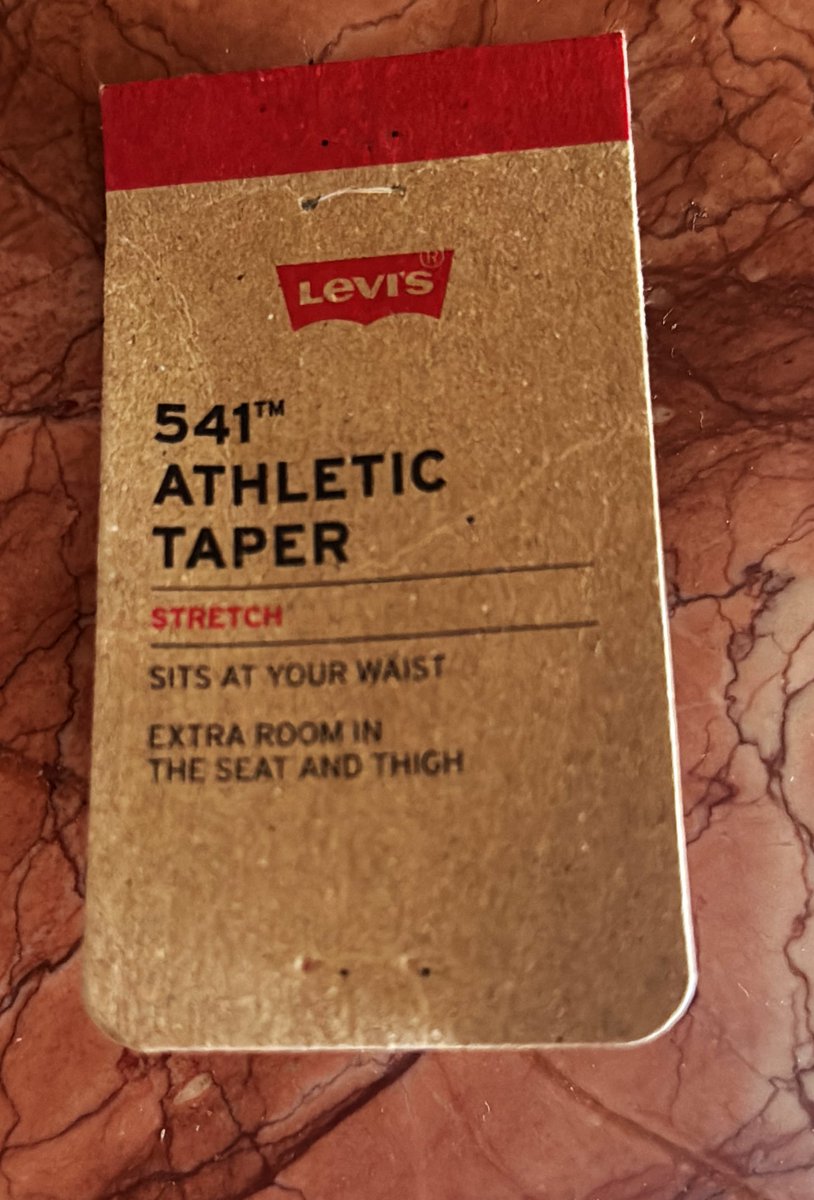 Levi's®
541™
ATHLETIC
TAPER
STRETCH
SITS AT YOUR WAIST
EXTRA ROOM IN
THE SEAT AND THIGH